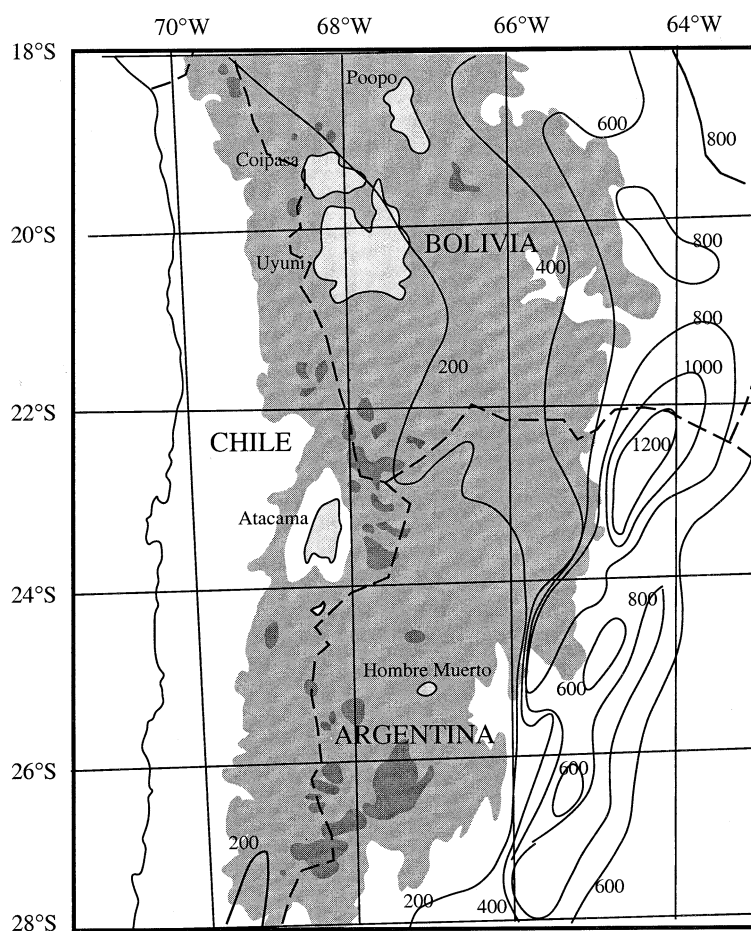 70°W 68°W 66°W 64°W
18°S
Poopo
600
800
Coipasa
20°S
BOLIVIA
800
Uyuni
400
800
200
1000
22°S
CHILE
1200
Atacama
24°S
800
Hombre Muerto
600
ARGENTINA
26°S
600
200
200
400
600
28°S